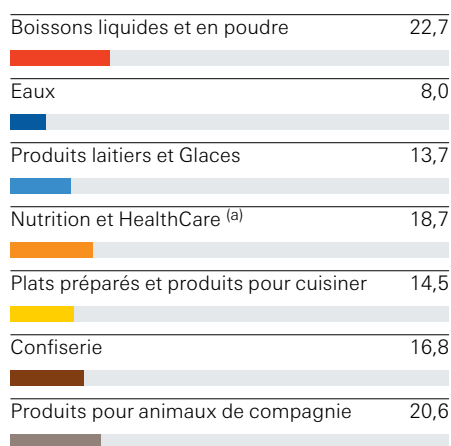 Boissons liquides et en poudre 22,7
Eaux 8,0
Produits laitiers et Glaces 13,7
Nutrition et HealthCare (a) 18,7
Plats préparés et produits pour cuisiner 14,5
Confiserie 16,8
Produits pour animaux de compagnie 20,6